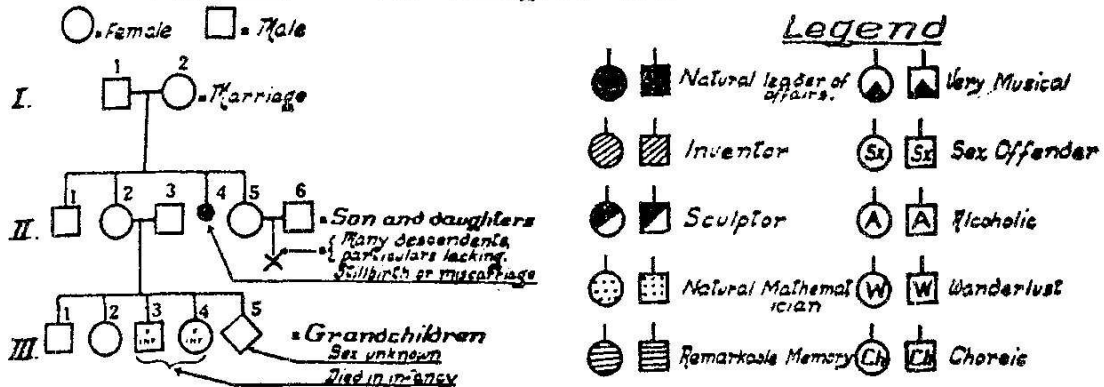 = Female = Male
Legend
1 2
I. = Marriage
Natural leader of affairs.
Very Musical
Inventor
Sx Sx Sex Offender
1 2 3 4 5 6
II. = Son and daughters
= { Many descendents, particulars lacking.
Stillbirth or miscarriage
Sculptor
A A Alcoholic
Natural Mathematician
W W Wanderlust
1 2 3 4 5
INF INF
III. = Grandchildren
Sex unknown
Died in infancy
Remarkable Memory
Ch Ch Choreic